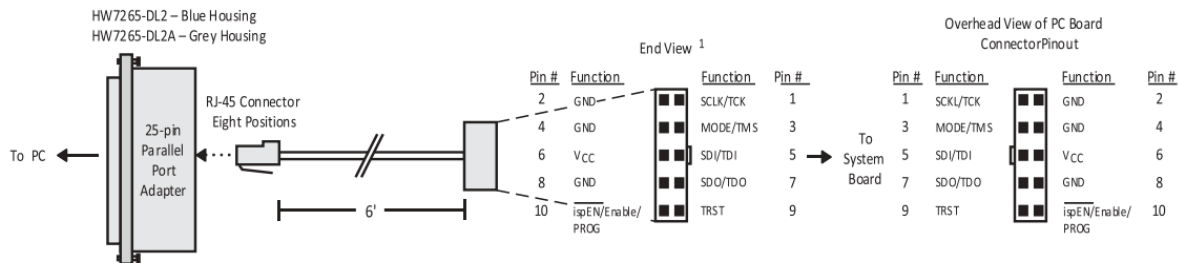 HW7265-DL2 – Blue Housing
HW7265-DL2A – Grey Housing
RJ-45 Connector
Eight Positions
25-pin
Parallel
Port
Adapter
To PC
6'
End View 1
Pin # Function Function Pin #
2 GND SCLK/TCK 1
4 GND MODE/TMS 3
6 VCC SDI/TDI 5
8 GND SDO/TDO 7
10 ispEN/Enable/ TRST 9
PROG
To
System
Board
Overhead View of PC Board
ConnectorPinout
Pin # Function Function Pin #
1 SCKL/TCK GND 2
3 MODE/TMS GND 4
5 SDI/TDI VCC 6
7 SDO/TDO GND 8
9 TRST ispEN/Enable/ 10
PROG